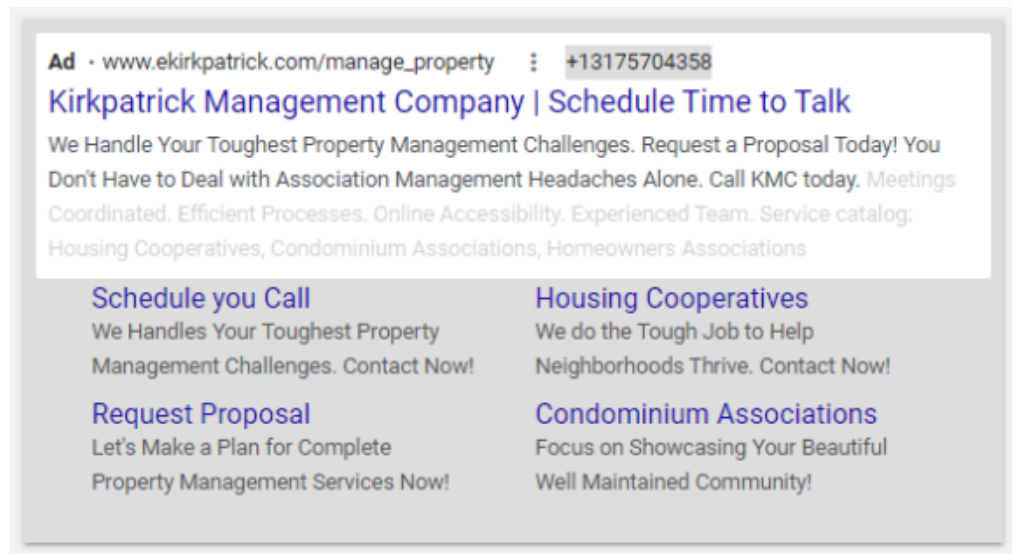 Ad · www.ekirkpatrick.com/manage_property ⋮ +13175704358
Kirkpatrick Management Company | Schedule Time to Talk
We Handle Your Toughest Property Management Challenges. Request a Proposal Today! You
Don't Have to Deal with Association Management Headaches Alone. Call KMC today. Meetings
Coordinated. Efficient Processes. Online Accessibility. Experienced Team. Service catalog:
Housing Cooperatives, Condominium Associations, Homeowners Associations
Schedule you Call
We Handles Your Toughest Property
Management Challenges. Contact Now!
Housing Cooperatives
We do the Tough Job to Help
Neighborhoods Thrive. Contact Now!
Request Proposal
Let's Make a Plan for Complete
Property Management Services Now!
Condominium Associations
Focus on Showcasing Your Beautiful
Well Maintained Community!